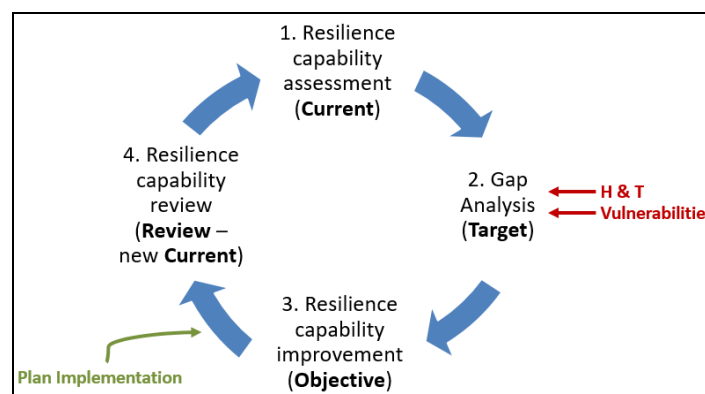 1. Resilience
capability
assessment
(Current)
2. Gap
Analysis
(Target)
H & T
Vulnerabilitie
3. Resilience
capability
improvement
(Objective)
Plan Implementation
4. Resilience
capability
review
(Review –
new Current)